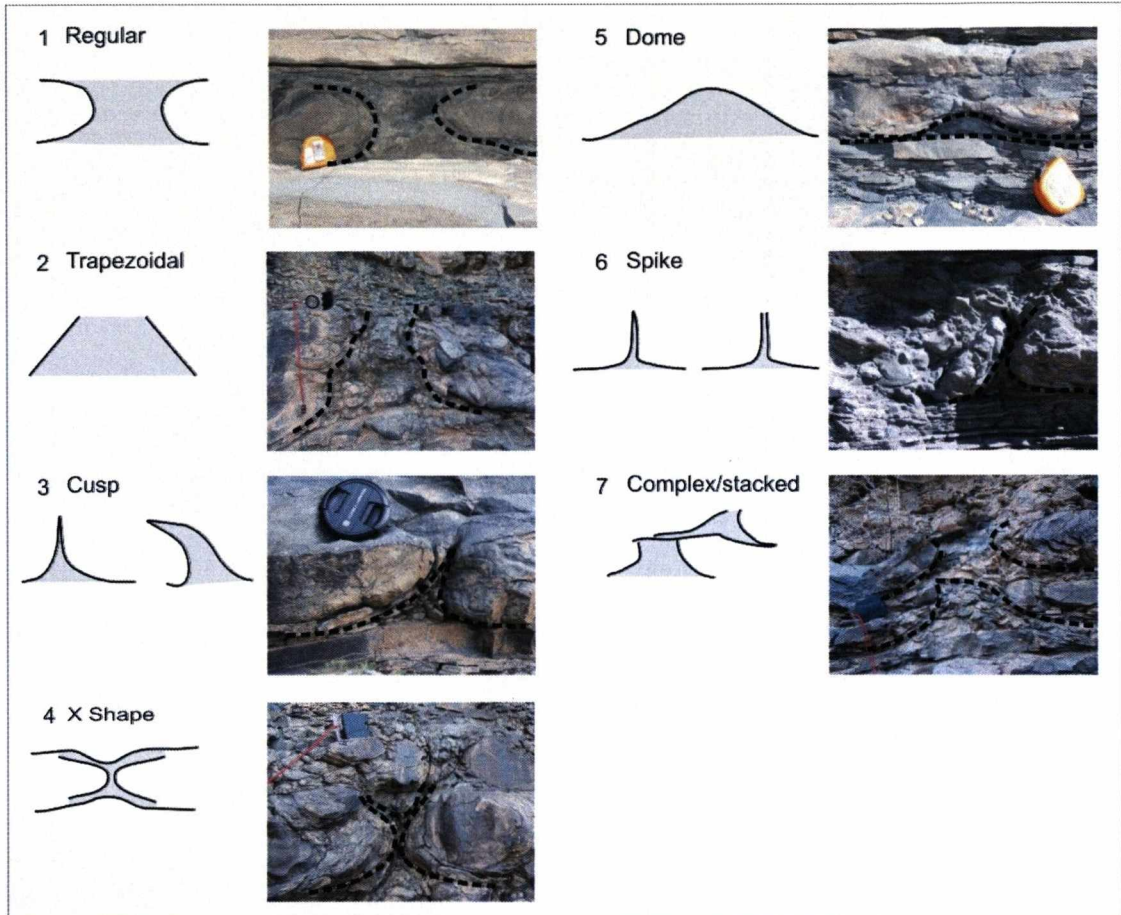 1 Regular
2 Trapezoidal
3 Cusp
4 X Shape
5 Dome
6 Spike
7 Complex/stacked